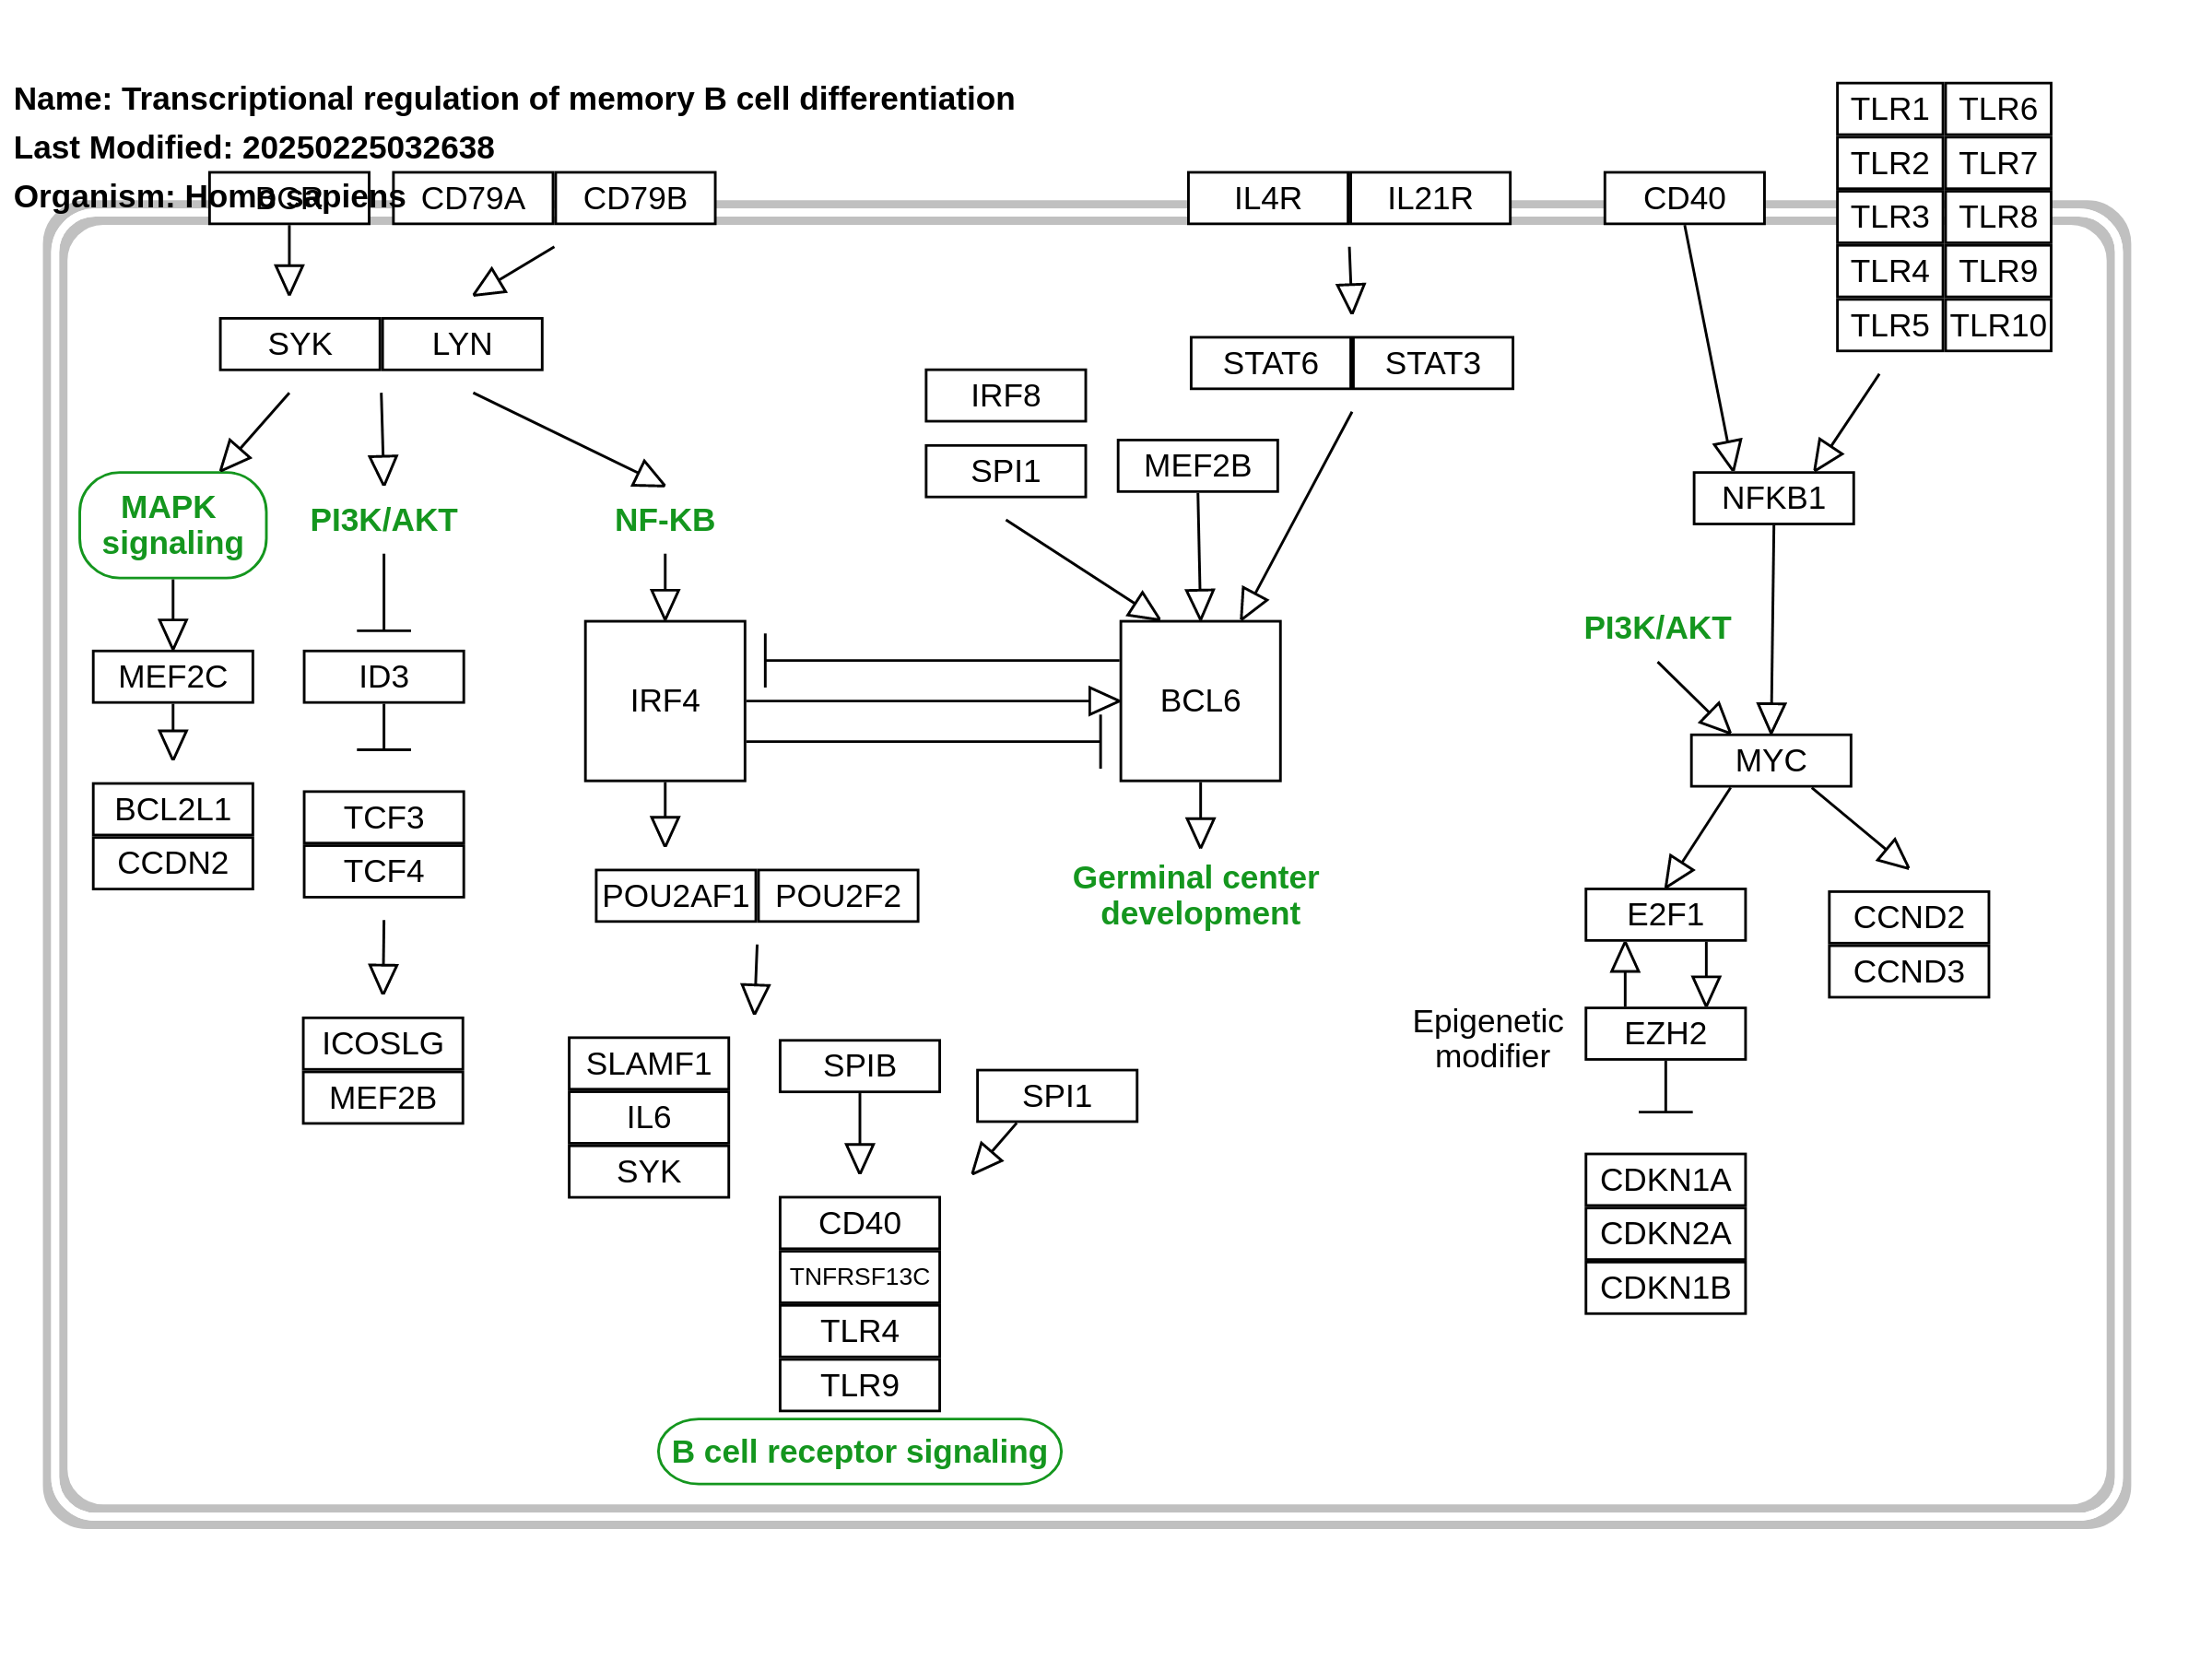 Name: Transcriptional regulation of memory B cell differentiation
Last Modified: 20250225032638
Organism: Homo sapiens
BCR
CD79A
CD79B
IL4R
IL21R
CD40
TLR1
TLR6
TLR2
TLR7
TLR3
TLR8
TLR4
TLR9
TLR5
TLR10
SYK
LYN
STAT6
STAT3
IRF8
SPI1
MEF2B
NFKB1
MAPK
signaling
PI3K/AKT
NF-KB
PI3K/AKT
MEF2C
ID3
IRF4
BCL6
MYC
BCL2L1
CCDN2
TCF3
TCF4
POU2AF1
POU2F2
Germinal center
development
E2F1
CCND2
CCND3
ICOSLG
MEF2B
Epigenetic
modifier
EZH2
SLAMF1
IL6
SYK
SPIB
SPI1
CD40
TNFRSF13C
TLR4
TLR9
CDKN1A
CDKN2A
CDKN1B
B cell receptor signaling